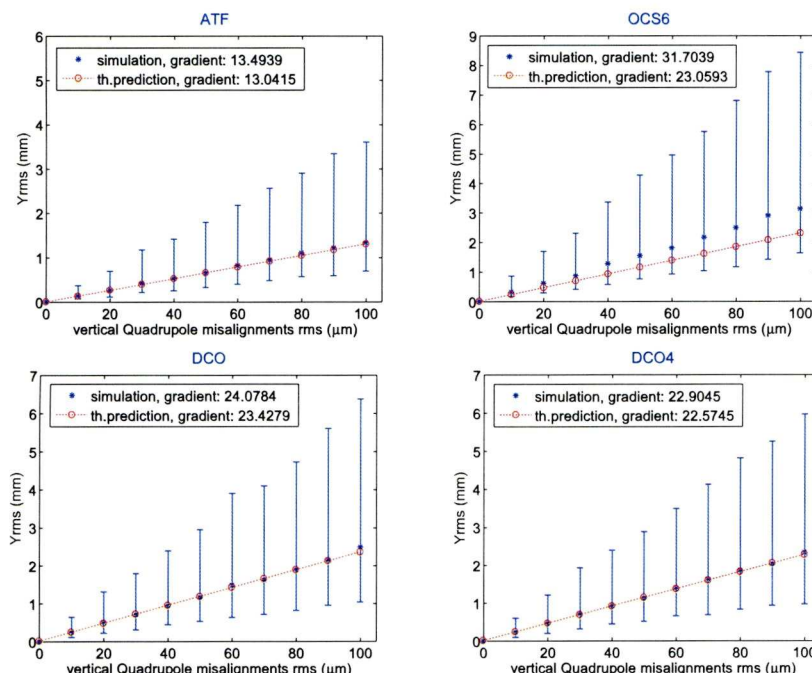 ATF
6
5
4
3
2
1
0
Yrms (mm)
simulation, gradient: 13.4939
th.prediction, gradient: 13.0415
0 20 40 60 80 100
vertical Quadrupole misalignments rms (μm)
OCS6
9
8
7
6
5
4
3
2
1
0
Yrms (mm)
simulation, gradient: 31.7039
th.prediction, gradient: 23.0593
0 20 40 60 80 100
vertical Quadrupole misalignments rms (μm)
DCO
7
6
5
4
3
2
1
0
Yrms (mm)
simulation, gradient: 24.0784
th.prediction, gradient: 23.4279
0 20 40 60 80 100
vertical Quadrupole misalignments rms (μm)
DCO4
7
6
5
4
3
2
1
0
Yrms (mm)
simulation, gradient: 22.9045
th.prediction, gradient: 22.5745
0 20 40 60 80 100
vertical Quadrupole misalignments rms (μm)